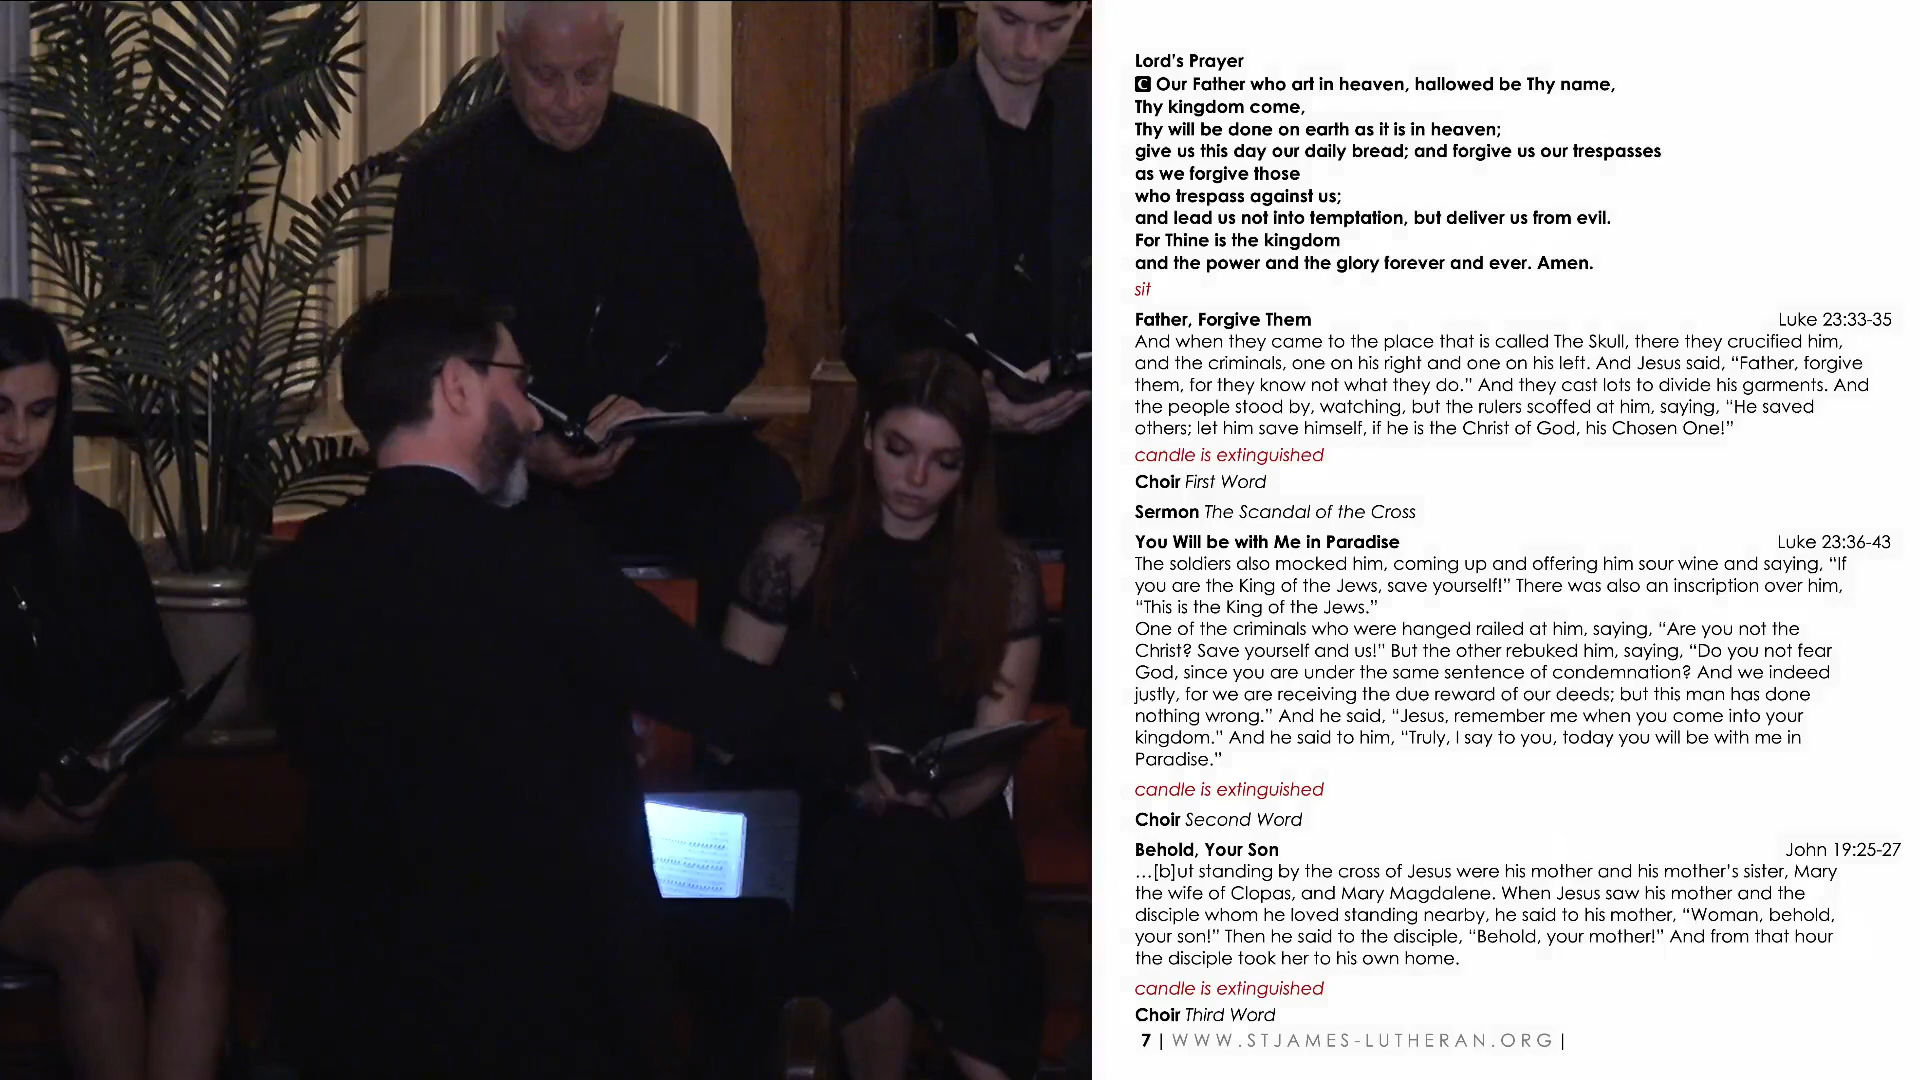 Lord's Prayer
C Our Father who art in heaven, hallowed be Thy name,
Thy kingdom come,
Thy will be done on earth as it is in heaven;
give us this day our daily bread; and forgive us our trespasses
as we forgive those
who trespass against us;
and lead us not into temptation, but deliver us from evil.
For Thine is the kingdom
and the power and the glory forever and ever. Amen.
sit
Father, Forgive Them Luke 23:33-35
And when they came to the place that is called The Skull, there they crucified him,
and the criminals, one on his right and one on his left. And Jesus said, “Father, forgive
them, for they know not what they do.” And they cast lots to divide his garments. And
the people stood by, watching, but the rulers scoffed at him, saying, “He saved
others; let him save himself, if he is the Christ of God, his Chosen One!”
candle is extinguished
Choir First Word
Sermon The Scandal of the Cross
You Will be with Me in Paradise Luke 23:36-43
The soldiers also mocked him, coming up and offering him sour wine and saying, “If
you are the King of the Jews, save yourself!” There was also an inscription over him,
“This is the King of the Jews.”
One of the criminals who were hanged railed at him, saying, “Are you not the
Christ? Save yourself and us!” But the other rebuked him, saying, “Do you not fear
God, since you are under the same sentence of condemnation? And we indeed
justly, for we are receiving the due reward of our deeds; but this man has done
nothing wrong.” And he said, “Jesus, remember me when you come into your
kingdom.” And he said to him, “Truly, I say to you, today you will be with me in
Paradise.”
candle is extinguished
Choir Second Word
Behold, Your Son John 19:25-27
…[b]ut standing by the cross of Jesus were his mother and his mother’s sister, Mary
the wife of Clopas, and Mary Magdalene. When Jesus saw his mother and the
disciple whom he loved standing nearby, he said to his mother, “Woman, behold,
your son!” Then he said to the disciple, “Behold, your mother!” And from that hour
the disciple took her to his own home.
candle is extinguished
Choir Third Word
7 | WWW.STJAMES-LUTHERAN.ORG |